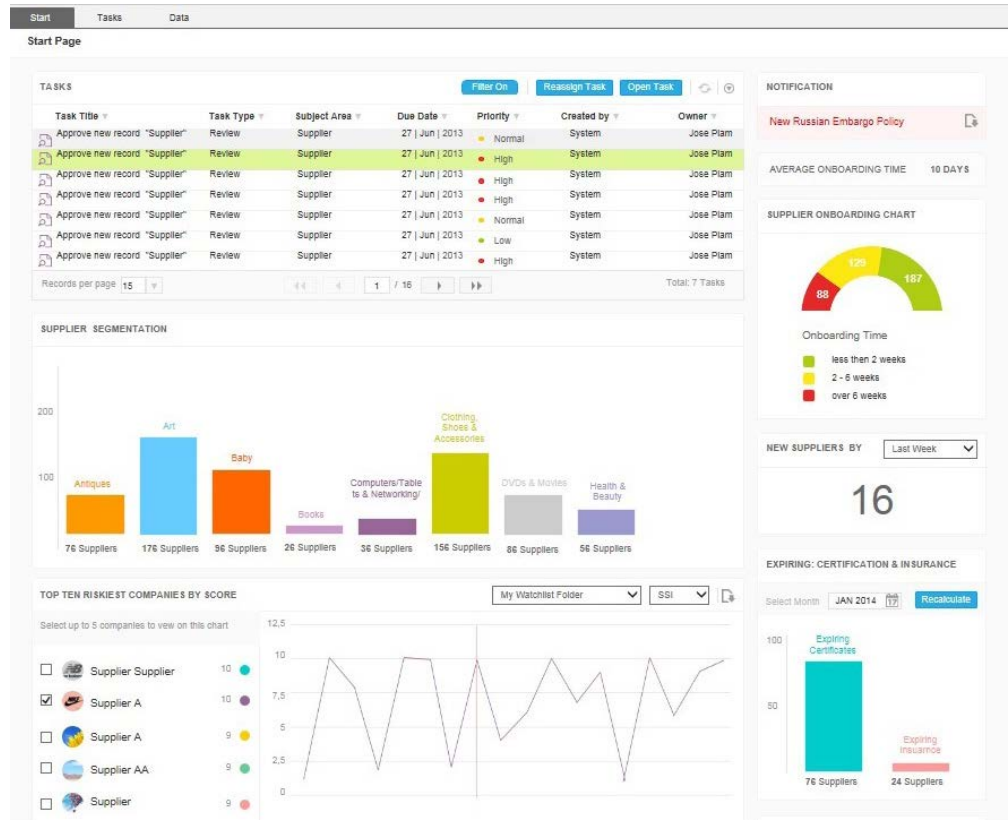 Start Tasks Data
Start Page
TASKS Filter On Reassign Task Open Task
Task Title Task Type Subject Area Due Date Priority Created by Owner
Approve new record "Supplier" Review Supplier 27 | Jun | 2013 Normal System Jose Plam
Approve new record "Supplier" Review Supplier 27 | Jun | 2013 High System Jose Plam
Approve new record "Supplier" Review Supplier 27 | Jun | 2013 High System Jose Plam
Approve new record "Supplier" Review Supplier 27 | Jun | 2013 High System Jose Plam
Approve new record "Supplier" Review Supplier 27 | Jun | 2013 Normal System Jose Plam
Approve new record "Supplier" Review Supplier 27 | Jun | 2013 Low System Jose Plam
Approve new record "Supplier" Review Supplier 27 | Jun | 2013 High System Jose Plam
Records per page 15 1 / 16 Total: 7 Tasks
SUPPLIER SEGMENTATION
200
100
Antiques
Art
Baby
Books
Computers/Table
ts & Networking/
Clothing,
Shoes &
Accessories
DVDs & Movies
Health &
Beauty
76 Suppliers 176 Suppliers 96 Suppliers 26 Suppliers 36 Suppliers 156 Suppliers 86 Suppliers 56 Suppliers
TOP TEN RISKIEST COMPANIES BY SCORE My Watchlist Folder SSI
Select up to 5 companies to vew on this chart
Supplier Supplier 10
Supplier A 10
Supplier A 9
Supplier AA 9
Supplier 9
12,5
10
7,5
5
2,5
0
NOTIFICATION
New Russian Embargo Policy
AVERAGE ONBOARDING TIME 10 DAYS
SUPPLIER ONBOARDING CHART
88 125 187
Onboarding Time
less then 2 weeks
2 - 6 weeks
over 6 weeks
NEW SUPPLIERS BY Last Week
16
EXPIRING: CERTIFICATION & INSURANCE
Select Month JAN 2014 17 Recalculate
100
50
Expiring
Certificates
Expiring
Insuarnce
76 Suppliers 24 Suppliers